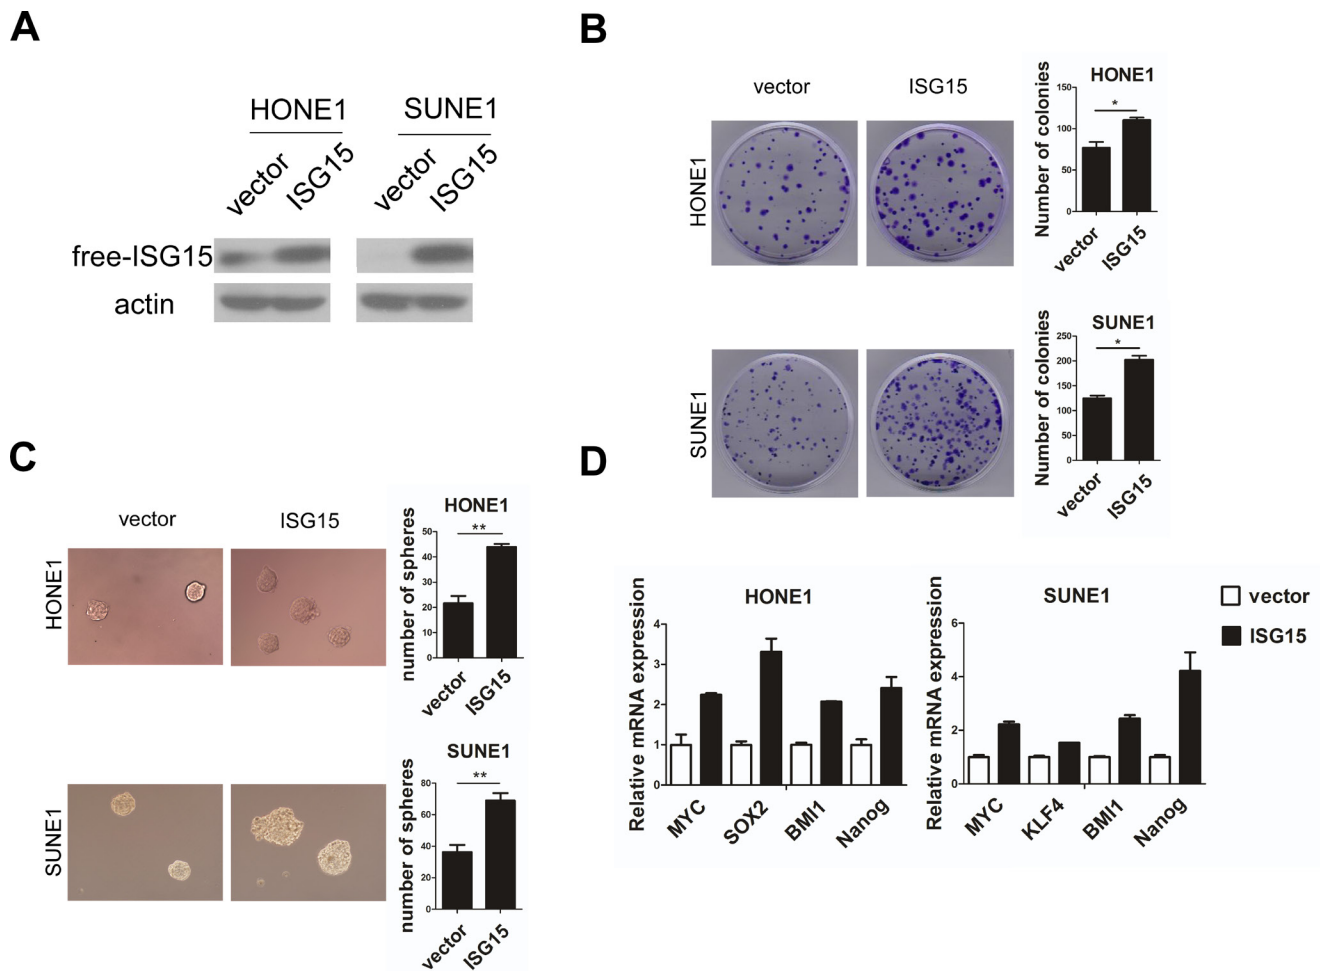 A
HONE1 SUNE1
vector ISG15 vector ISG15
free-ISG15
actin
B
vector ISG15
HONE1
HONE1
Number of colonies
150
100
50
0
*
vector ISG15
SUNE1
SUNE1
Number of colonies
250
200
150
100
50
0
*
vector ISG15
C
vector ISG15
HONE1
HONE1
number of spheres
50
40
30
20
10
0
**
vector ISG15
SUNE1
SUNE1
number of spheres
80
60
40
20
0
**
vector ISG15
D
HONE1
Relative mRNA expression
4
3
2
1
0
MYC SOX2 BMI1 Nanog
SUNE1
Relative mRNA expression
6
4
2
0
MYC KLF4 BMI1 Nanog
vector
ISG15